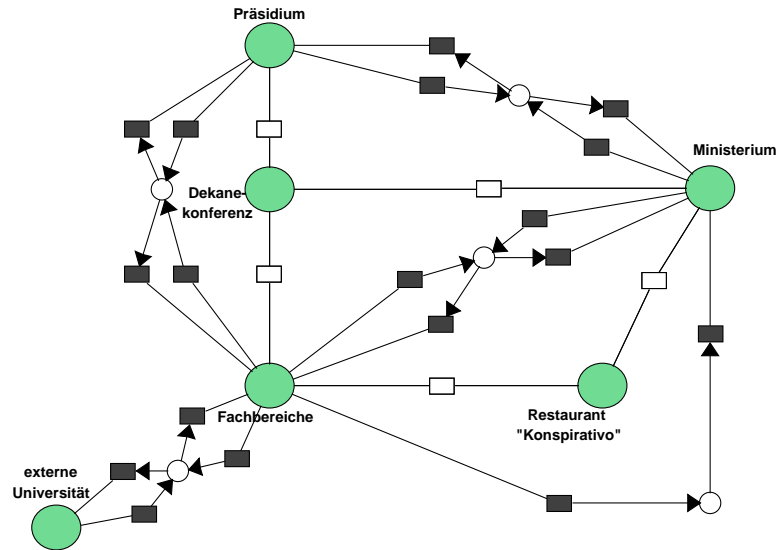 Präsidium
Ministerium
Dekane-
konferenz
Fachbereiche
Restaurant
"Konspirativo"
externe
Universität